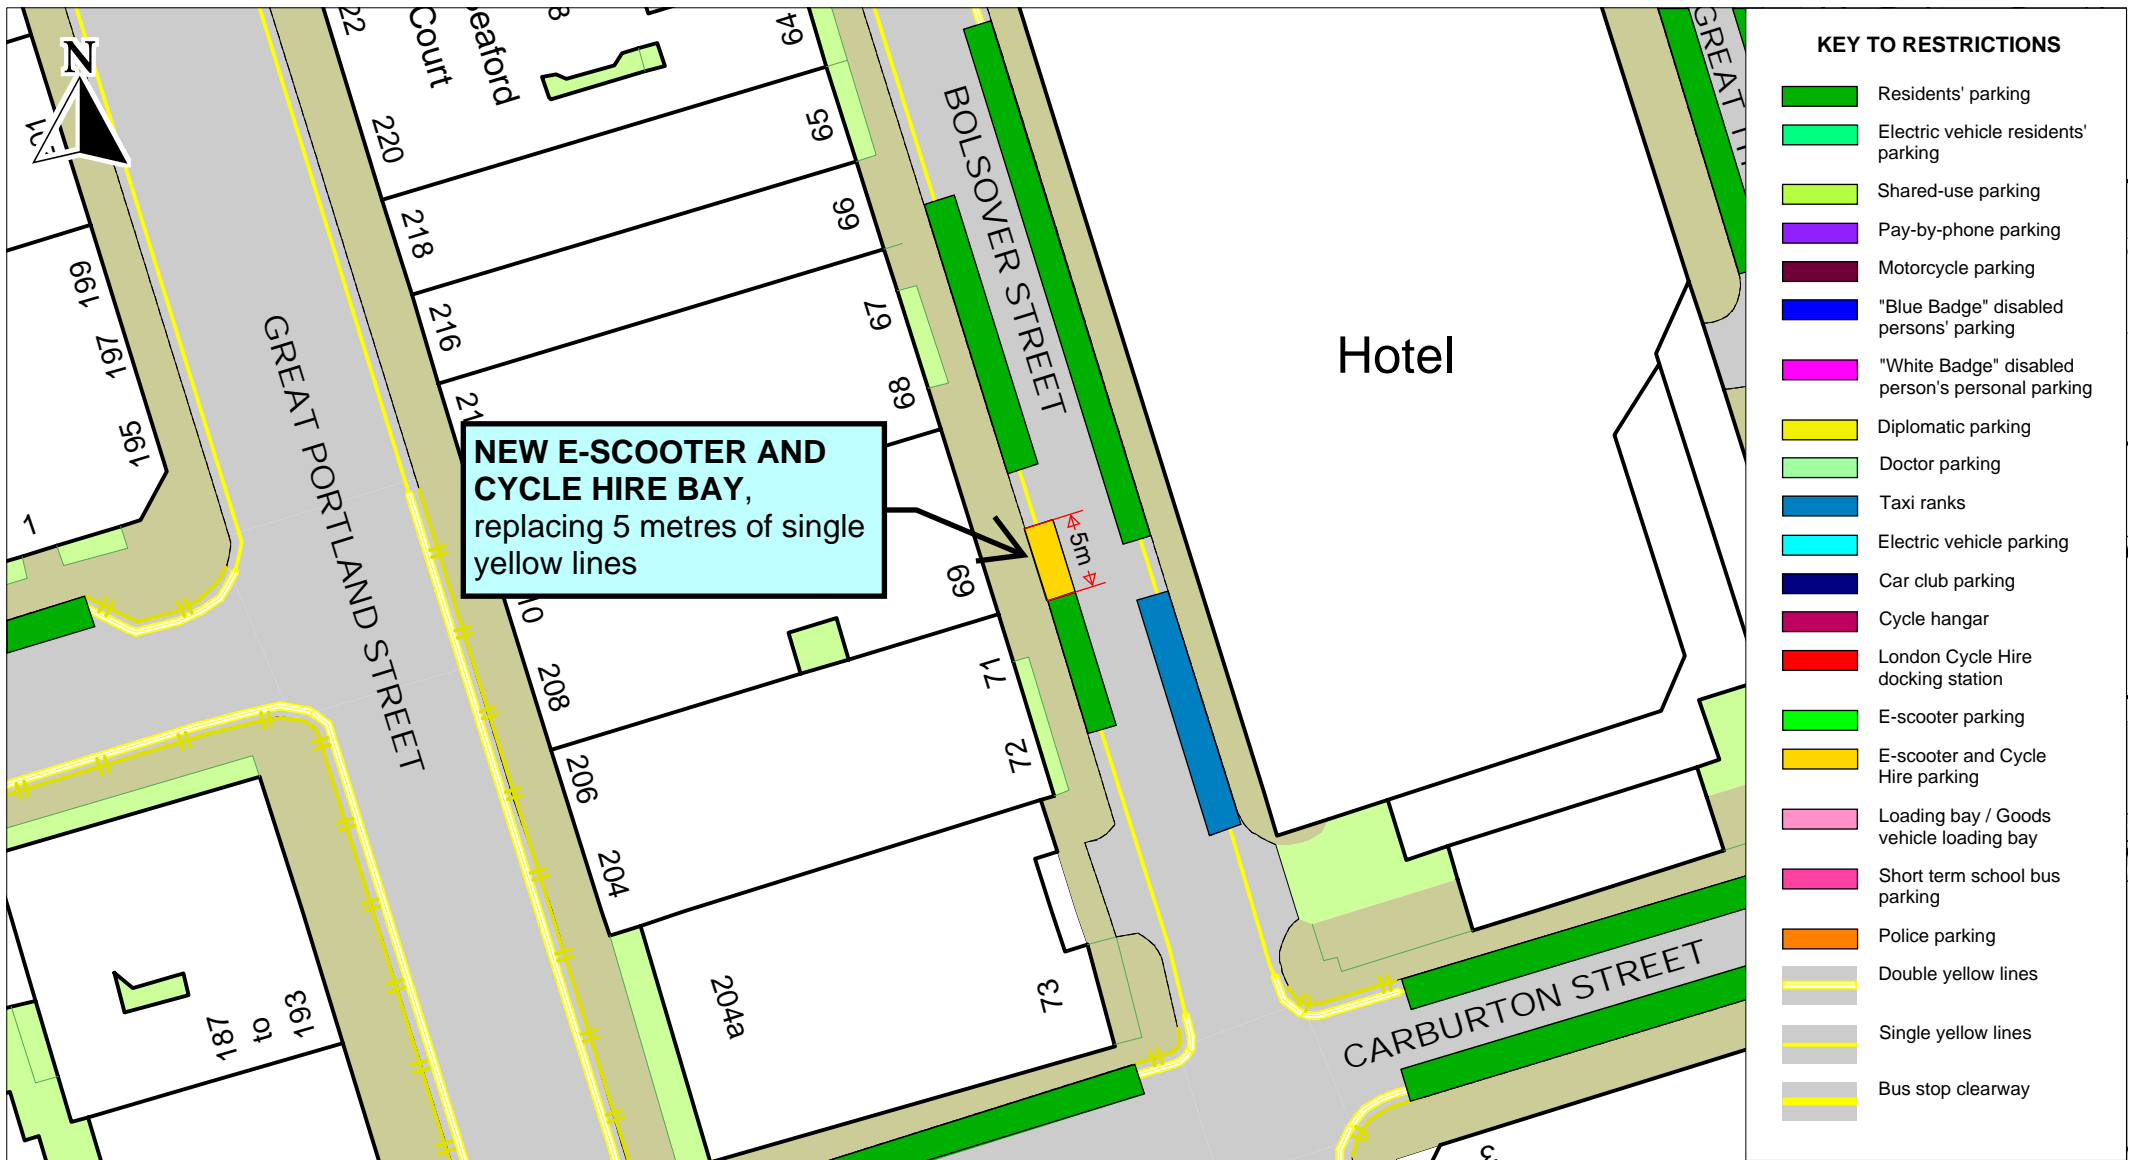 N
22
Court
Seaford
64
220
65
218
66
216
67
68
199
197
195
1
GREAT PORTLAND STREET
BOLSOVER STREET
Hotel
NEW E-SCOOTER AND
CYCLE HIRE BAY,
replacing 5 metres of single
yellow lines
5m
69
208
71
206
72
204
204a
73
193
to
187
CARBURTON STREET
3
GREAT
KEY TO RESTRICTIONS
Residents' parking
Electric vehicle residents'
parking
Shared-use parking
Pay-by-phone parking
Motorcycle parking
"Blue Badge" disabled
persons' parking
"White Badge" disabled
person's personal parking
Diplomatic parking
Doctor parking
Taxi ranks
Electric vehicle parking
Car club parking
Cycle hangar
London Cycle Hire
docking station
E-scooter parking
E-scooter and Cycle
Hire parking
Loading bay / Goods
vehicle loading bay
Short term school bus
parking
Police parking
Double yellow lines
Single yellow lines
Bus stop clearway